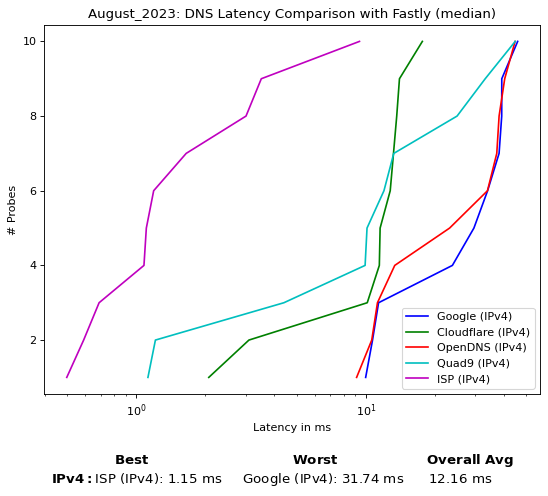 August_2023: DNS Latency Comparison with Fastly (median)
10
8
6
4
2
# Probes
10⁰
10¹
Latency in ms
Google (IPv4)
Cloudflare (IPv4)
OpenDNS (IPv4)
Quad9 (IPv4)
ISP (IPv4)
Best Worst Overall Avg
IPv4: ISP (IPv4): 1.15 ms Google (IPv4): 31.74 ms 12.16 ms